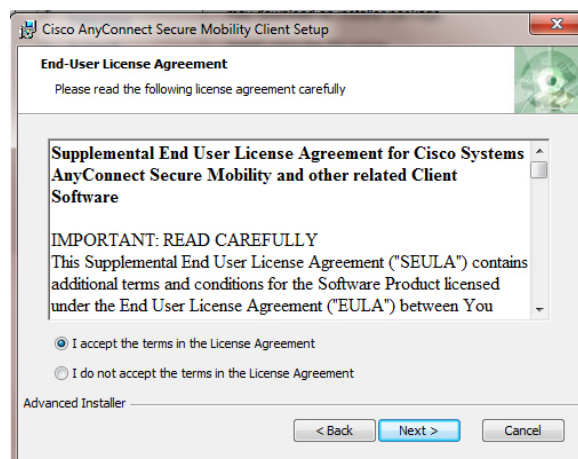 Cisco AnyConnect Secure Mobility Client Setup
End-User License Agreement
Please read the following license agreement carefully
Supplemental End User License Agreement for Cisco Systems
AnyConnect Secure Mobility and other related Client
Software
IMPORTANT: READ CAREFULLY
This Supplemental End User License Agreement ("SEULA") contains
additional terms and conditions for the Software Product licensed
under the End User License Agreement ("EULA") between You
I accept the terms in the License Agreement
I do not accept the terms in the License Agreement
Advanced Installer
< Back Next > Cancel